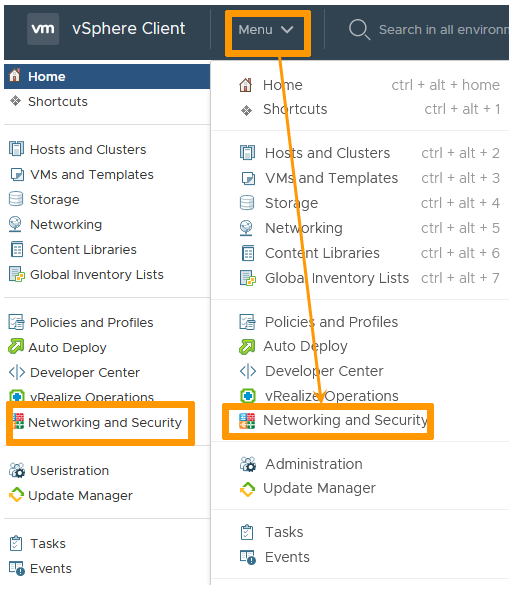 vm vSphere Client Menu Search in all environm
Home
Shortcuts
Hosts and Clusters
VMs and Templates
Storage
Networking
Content Libraries
Global Inventory Lists
Policies and Profiles
Auto Deploy
Developer Center
vRealize Operations
Networking and Security
Useristration
Update Manager
Tasks
Events
Home ctrl + alt + home
Shortcuts ctrl + alt + 1
Hosts and Clusters ctrl + alt + 2
VMs and Templates ctrl + alt + 3
Storage ctrl + alt + 4
Networking ctrl + alt + 5
Content Libraries ctrl + alt + 6
Global Inventory Lists ctrl + alt + 7
Policies and Profiles
Auto Deploy
Developer Center
vRealize Operations
Networking and Security
Administration
Update Manager
Tasks
Events